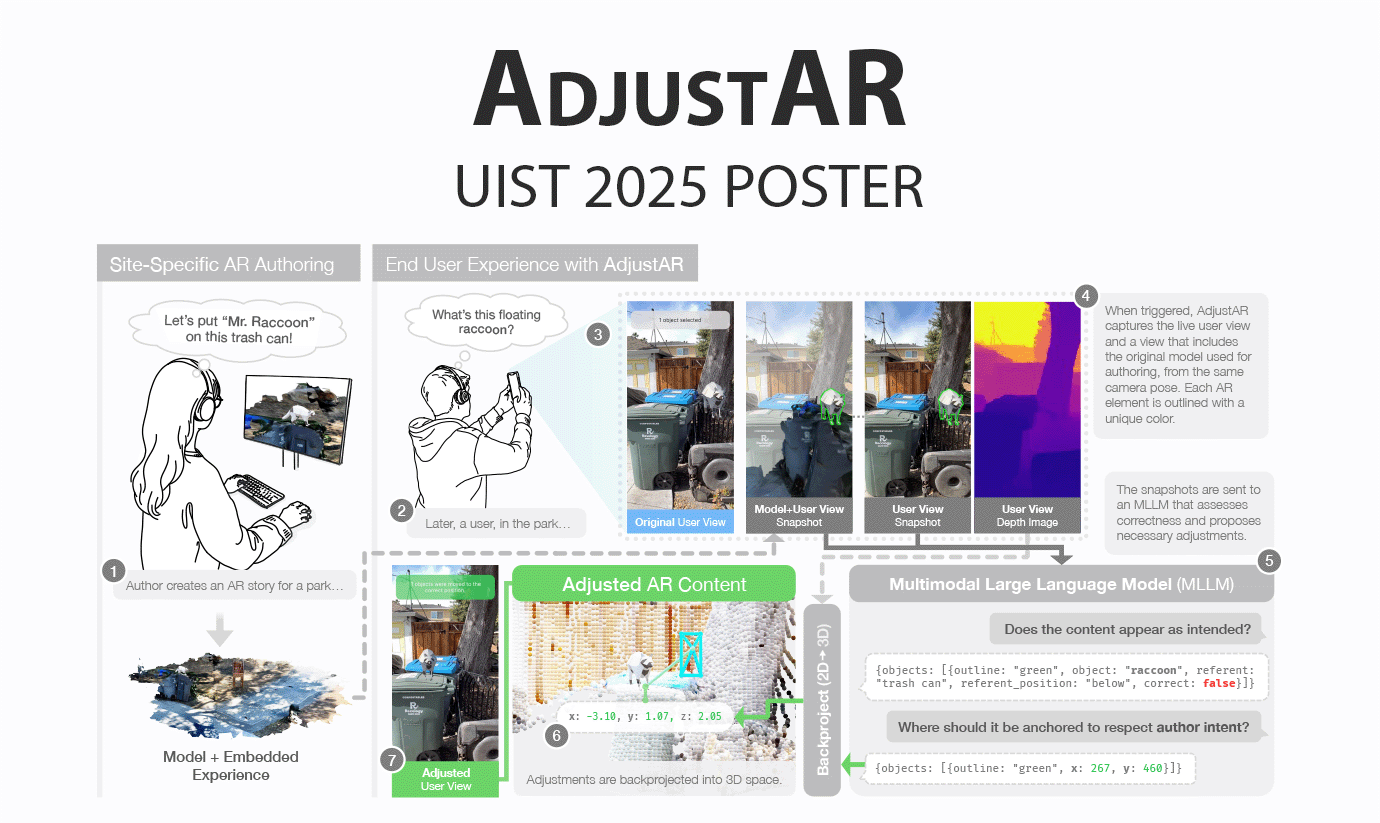 ADJUSTAR
UIST 2025 POSTER
Site-Specific AR Authoring
Let's put “Mr. Raccoon”
on this trash can!
1
Author creates an AR story for a park…
Model + Embedded
Experience
End User Experience with AdjustAR
What's this floating
raccoon?
2
Later, a user, in the park…
3
1 object selected
Original User View
Model+User View
Snapshot
User View
Snapshot
User View
Depth Image
4
When triggered, AdjustAR
captures the live user view
and a view that includes
the original model used for
authoring, from the same
camera pose. Each AR
element is outlined with a
unique color.
The snapshots are sent to
an MLLM that assesses
correctness and proposes
necessary adjustments.
5
Multimodal Large Language Model (MLLM)
Does the content appear as intended?
{objects: [{outline: "green", object: "raccoon", referent:
"trash can", referent_position: "below", correct: false}]}
Where should it be anchored to respect author intent?
{objects: [{outline: "green", x: 267, y: 460}]}
Backproject (2D→3D)
Adjusted AR Content
x: -3.10, y: 1.07, z: 2.05
6
Adjustments are backprojected into 3D space.
1 objects were moved to the
correct position.
7
Adjusted
User View